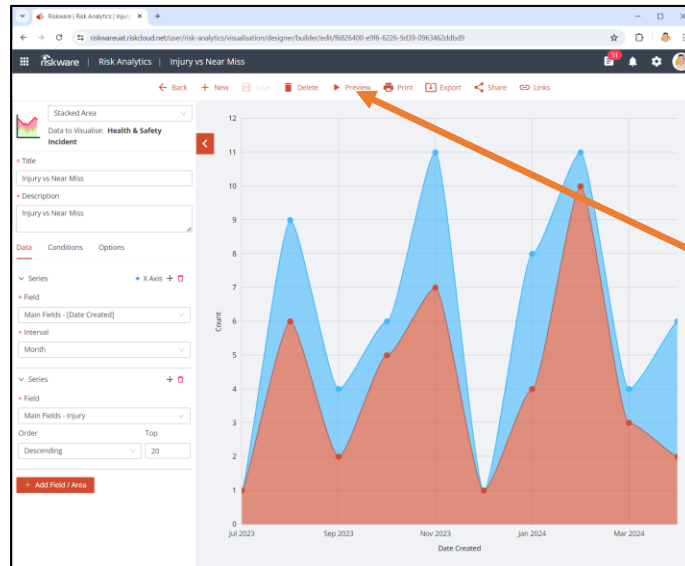 Riskware | Risk Analytics | Injury
riskwareuat.riskcloud.net/user/risk-analytics/visualisation/designer/builder/edit/f6826400-e9f6-6226-9d39-0963462ddbd9
riskware | Risk Analytics | Injury vs Near Miss
51
Back
New
Save
Delete
Preview
Print
Export
Share
Links
Stacked Area
Data to Visualise: Health & Safety
Incident
* Title
Injury vs Near Miss
* Description
Injury vs Near Miss
Data Conditions Options
Series X Axis
* Field
Main Fields - [Date Created]
* Interval
Month
Series
* Field
Main Fields - Injury
Order Top
Descending 20
+ Add Field / Area
12
11
10
9
8
7
6
5
4
3
2
1
0
Count
Jul 2023 Sep 2023 Nov 2023 Jan 2024 Mar 2024
Date Created